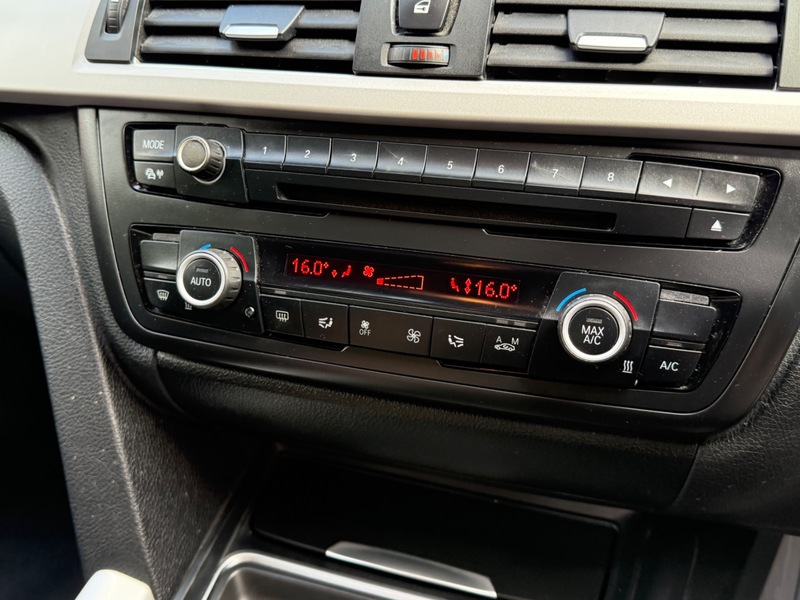 MODE
1 2 3 4 5 6 7 8
16.0° 16.0°
AUTO
MAX
A/C
OFF
A M
A/C